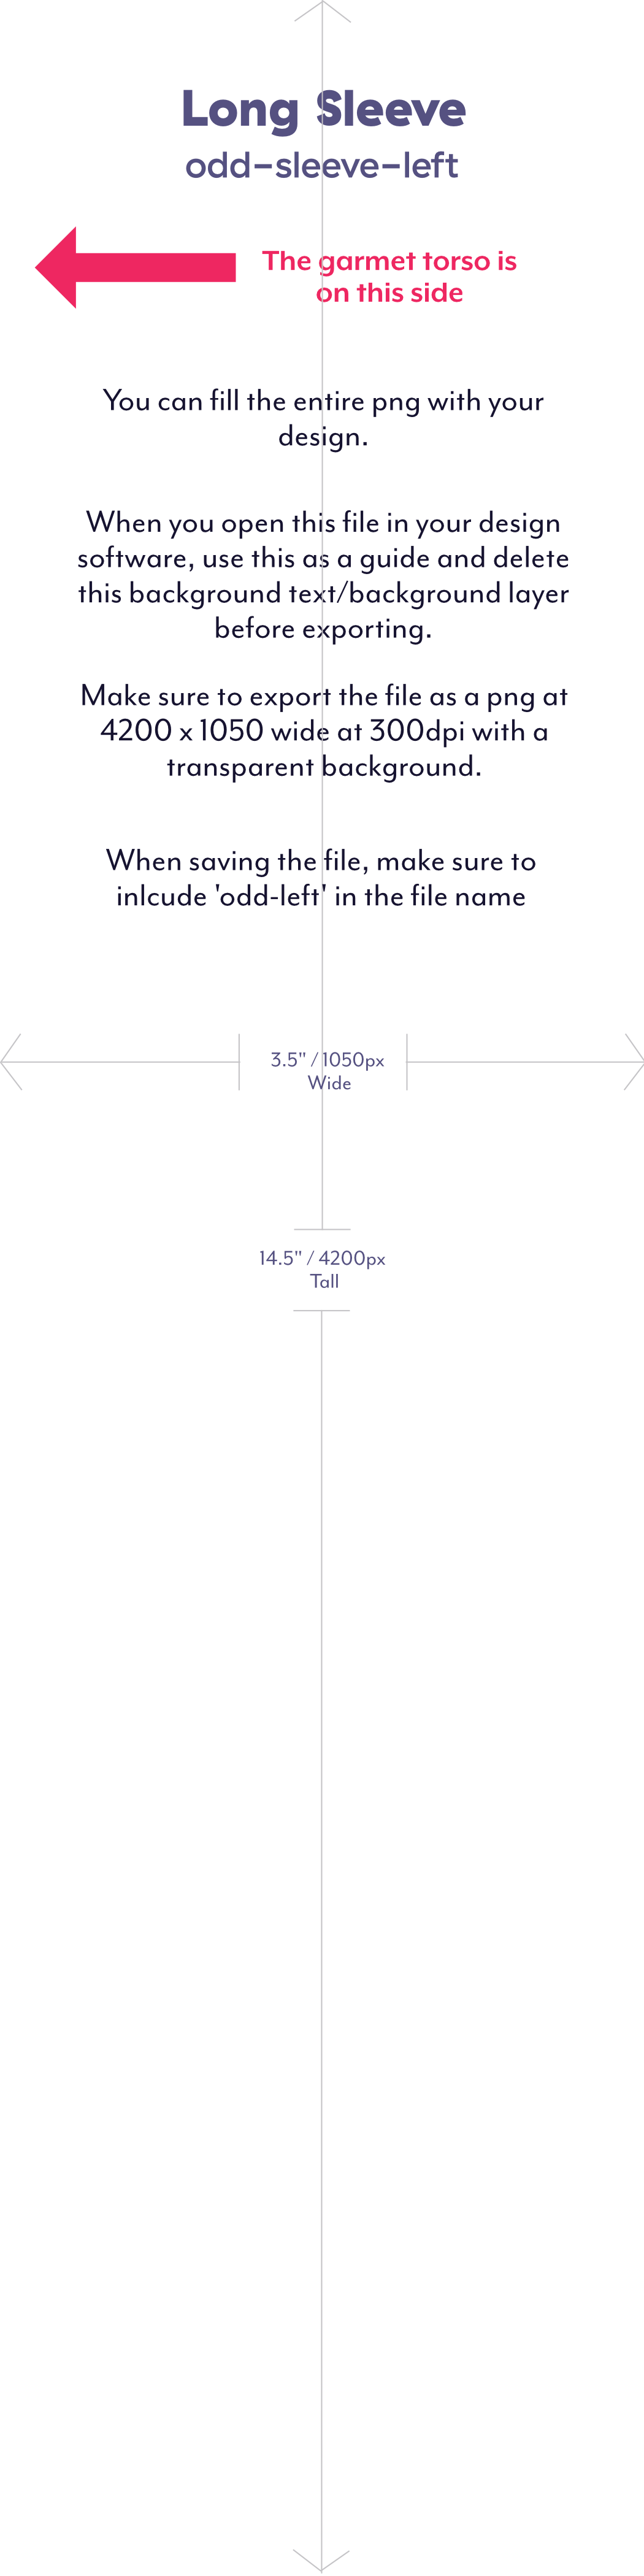 Long Sleeve
odd-sleeve-left
The garmet torso is
on this side
You can fill the entire png with your
design.
When you open this file in your design
software, use this as a guide and delete
this background text/background layer
before exporting.
Make sure to export the file as a png at
4200 x 1050 wide at 300dpi with a
transparent background.
When saving the file, make sure to
inlcude 'odd-left' in the file name
3.5" / 1050px
Wide
14.5" / 4200px
Tall